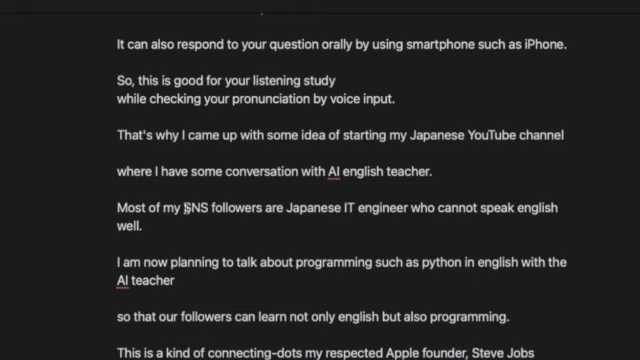 It can also respond to your question orally by using smartphone such as iPhone.
So, this is good for your listening study
while checking your pronunciation by voice input.
That's why I came up with some idea of starting my Japanese YouTube channel
where I have some conversation with AI english teacher.
Most of my SNS followers are Japanese IT engineer who cannot speak english
well.
I am now planning to talk about programming such as python in english with the
AI teacher
so that our followers can learn not only english but also programming.
This is a kind of connecting-dots my respected Apple founder, Steve Jobs